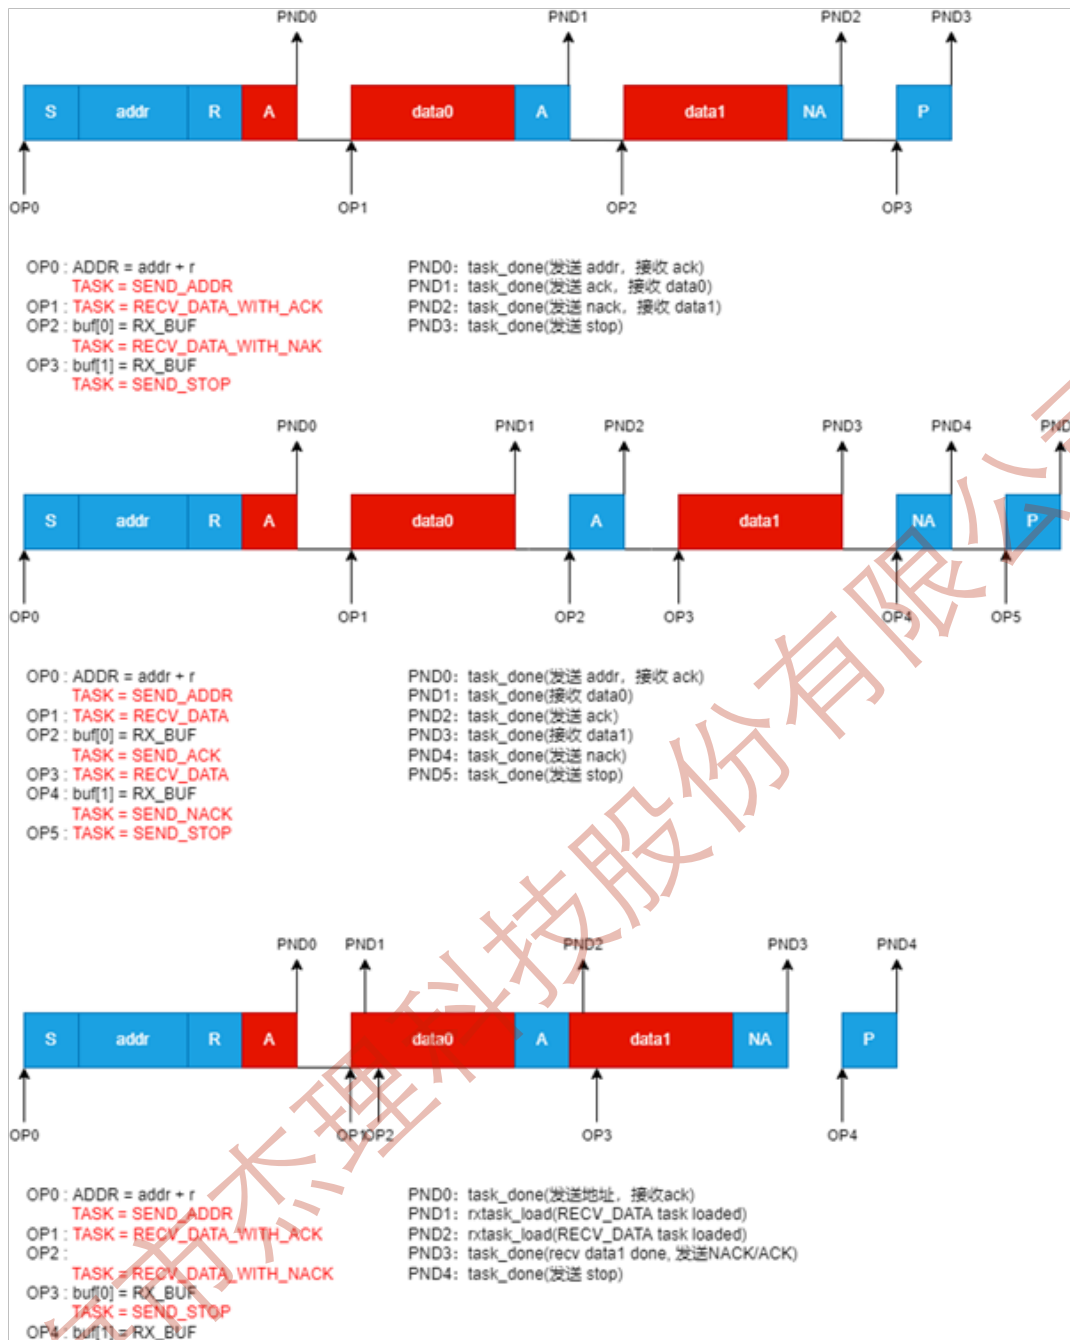 PND0 PND1 PND2 PND3
S addr R A data0 A data1 NA P
OP0 OP1 OP2 OP3
OP0 : ADDR = addr + r
TASK = SEND_ADDR
OP1 : TASK = RECV_DATA_WITH_ACK
OP2 : buf[0] = RX_BUF
TASK = RECV_DATA_WITH_NAK
OP3 : buf[1] = RX_BUF
TASK = SEND_STOP
PND0: task_done(发送 addr, 接收 ack)
PND1: task_done(发送 ack, 接收 data0)
PND2: task_done(发送 nack, 接收 data1)
PND3: task_done(发送 stop)
PND0 PND1 PND2 PND3 PND4 PND
S addr R A data0 A data1 NA P
OP0 OP1 OP2 OP3 OP4 OP5
OP0 : ADDR = addr + r
TASK = SEND_ADDR
OP1 : TASK = RECV_DATA
OP2 : buf[0] = RX_BUF
TASK = SEND_ACK
OP3 : TASK = RECV_DATA
OP4 : buf[1] = RX_BUF
TASK = SEND_NACK
OP5 : TASK = SEND_STOP
PND0: task_done(发送 addr, 接收 ack)
PND1: task_done(接收 data0)
PND2: task_done(发送 ack)
PND3: task_done(接收 data1)
PND4: task_done(发送 nack)
PND5: task_done(发送 stop)
PND0 PND1 PND2 PND3 PND4
S addr R A data0 A data1 NA P
OP0 OP1 OP2 OP3 OP4
OP0 : ADDR = addr + r
TASK = SEND_ADDR
OP1 : TASK = RECV_DATA_WITH_ACK
OP2 :
TASK = RECV_DATA_WITH_NACK
OP3 : buf[0] = RX_BUF
TASK = SEND_STOP
OP4 : buf[1] = RX_BUF
PND0: task_done(发送地址, 接收ack)
PND1: rxtask_load(RECV_DATA task loaded)
PND2: rxtask_load(RECV_DATA task loaded)
PND3: task_done(recv data1 done, 发送NACK/ACK)
PND4: task_done(发送 stop)
市杰理科技股份有限公司